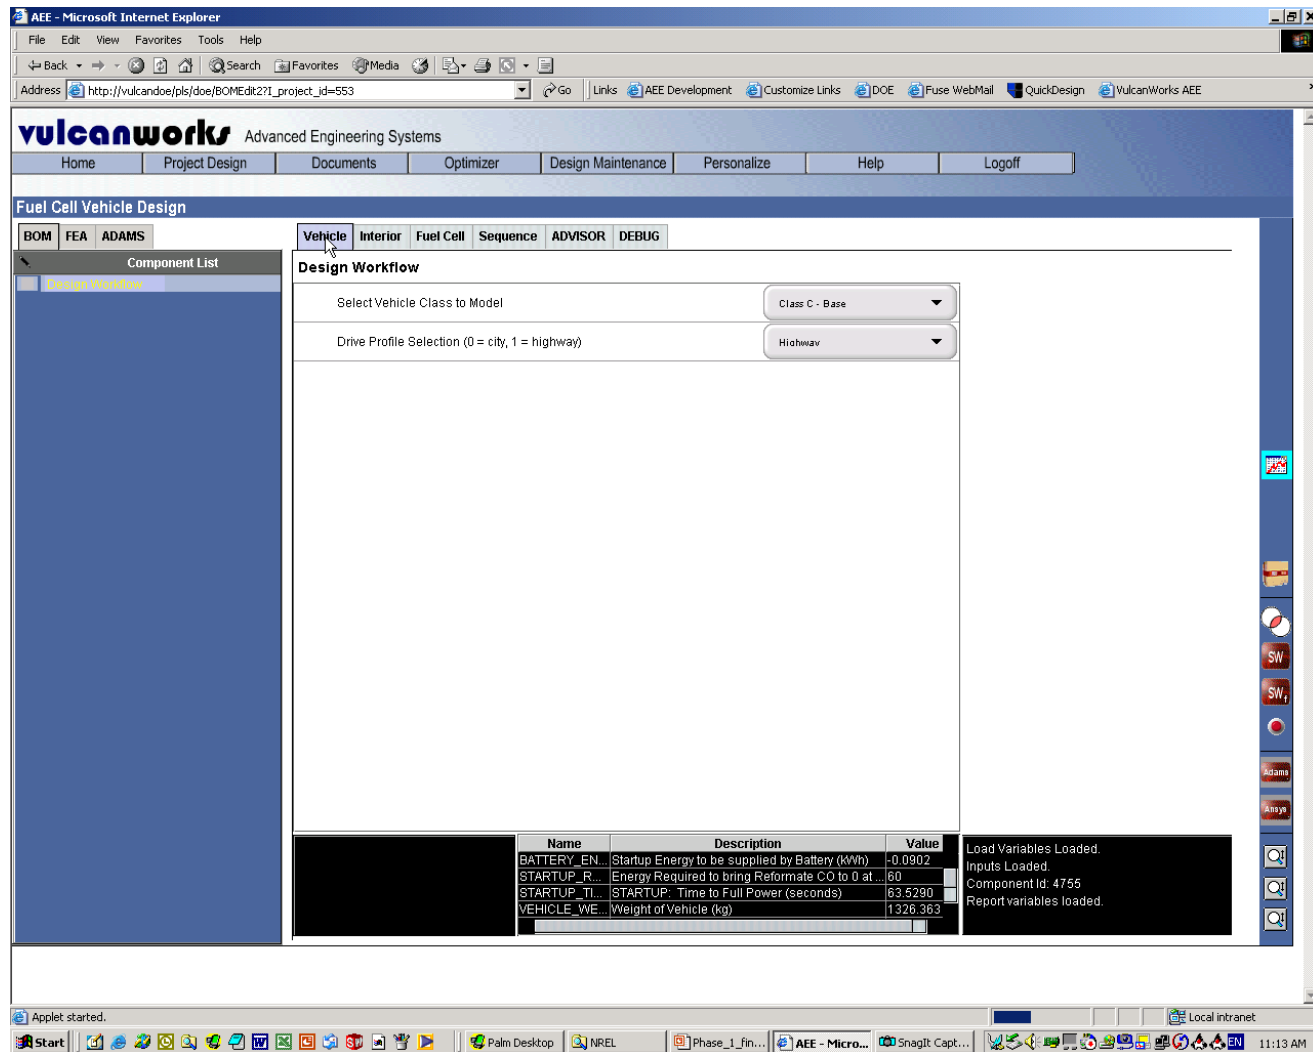 AEE - Microsoft Internet Explorer
File Edit View Favorites Tools Help
Back Search Favorites Media
Address http://vulcandoe/pls/doe/BOMEdit2?I_project_id=553 Go Links AEE Development Customize Links DOE Fuse WebMail QuickDesign VulcanWorks AEE
vulcanworks Advanced Engineering Systems
Home Project Design Documents Optimizer Design Maintenance Personalize Help Logoff
Fuel Cell Vehicle Design
BOM FEA ADAMS Vehicle Interior Fuel Cell Sequence ADVISOR DEBUG
Component List
Design Workflow
Design Workflow
Select Vehicle Class to Model Class C - Base
Drive Profile Selection (0 = city, 1 = highway) Highway
SW
SW
Adams
Ansys
Name Description Value
BATTERY_EN... Startup Energy to be supplied by Battery (kWh) -0.0902
STARTUP_R... Energy Required to bring Reformate CO to 0 at ... 60
STARTUP_TI... STARTUP: Time to Full Power (seconds) 63.5290
VEHICLE_WE... Weight of Vehicle (kg) 1326.363
Load Variables Loaded.
Inputs Loaded.
Component Id: 4755
Report variables loaded.
Applet started. Local intranet
Start Palm Desktop NREL Phase_1_fin... AEE - Micro... SnagIt Capt... EN 11:13 AM